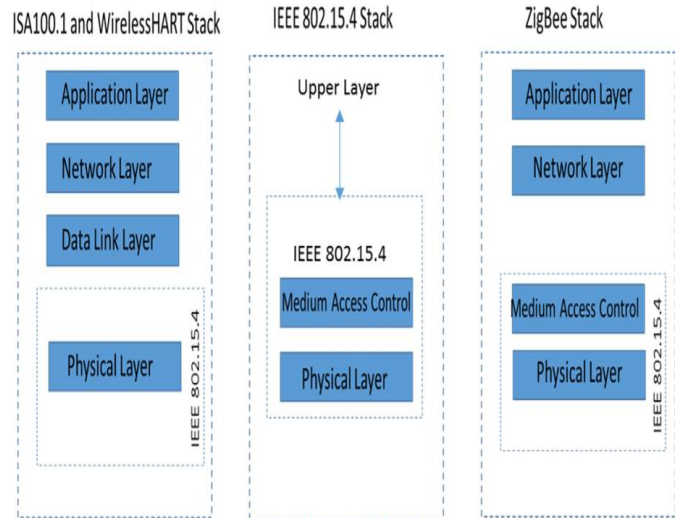 ISA100.1 and WirelessHART Stack
Application Layer
Network Layer
Data Link Layer
Physical Layer
IEEE 802.15.4
IEEE 802.15.4 Stack
Upper Layer
IEEE 802.15.4
Medium Access Control
Physical Layer
ZigBee Stack
Application Layer
Network Layer
Medium Access Control
Physical Layer
IEEE 802.15.4